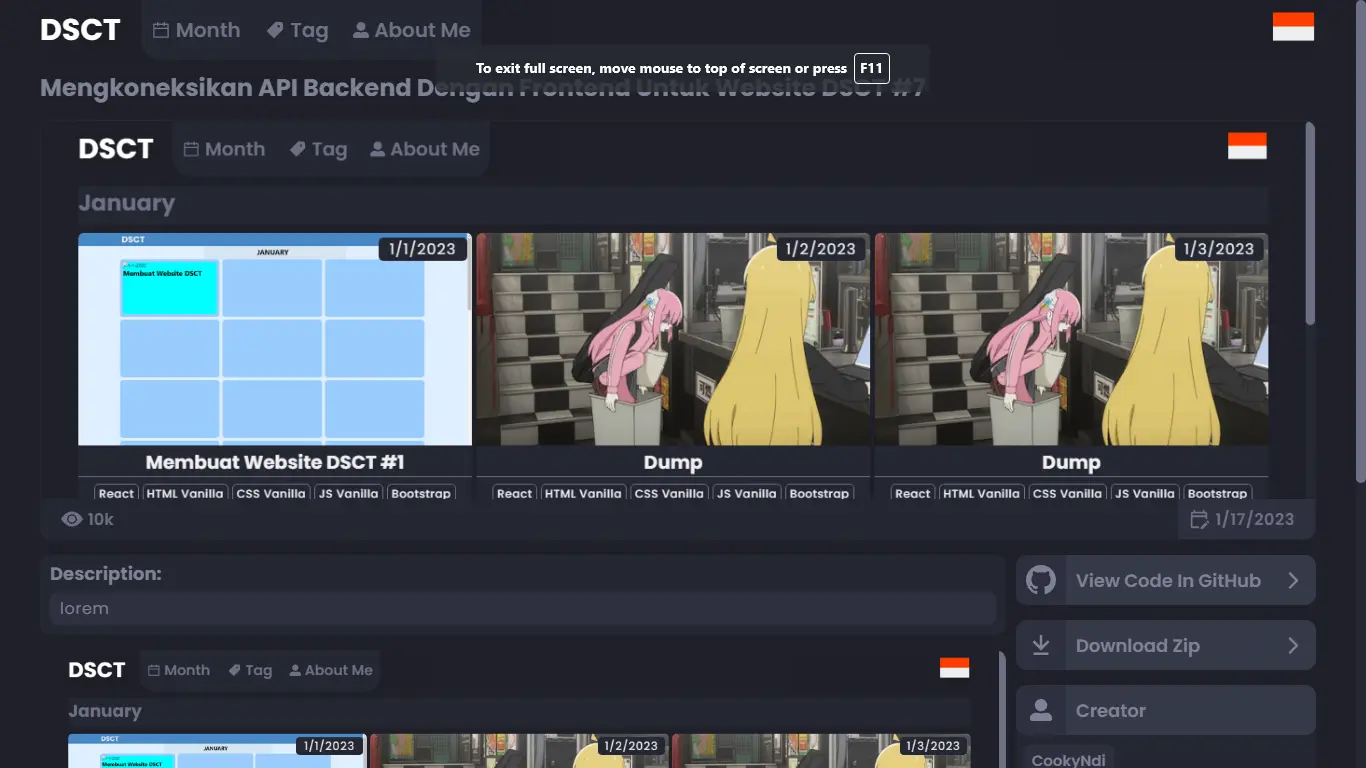 DSCT Month Tag About Me
To exit full screen, move mouse to top of screen or press F11
Mengkoneksikan API Backend Dengan Frontend Untuk Website DSCT #7
DSCT Month Tag About Me
January
DSCT
JANUARY
Membuat Website DSCT
1/1/2023
1/2/2023
1/3/2023
Membuat Website DSCT #1
Dump
Dump
React HTML Vanilla CSS Vanilla JS Vanilla Bootstrap
React HTML Vanilla CSS Vanilla JS Vanilla Bootstrap
React HTML Vanilla CSS Vanilla JS Vanilla Bootstrap
10k
1/17/2023
Description:
lorem
View Code In GitHub
Download Zip
Creator
CookyNdi
DSCT Month Tag About Me
January
DSCT
JANUARY
Membuat Website DSCT
1/1/2023
1/2/2023
1/3/2023